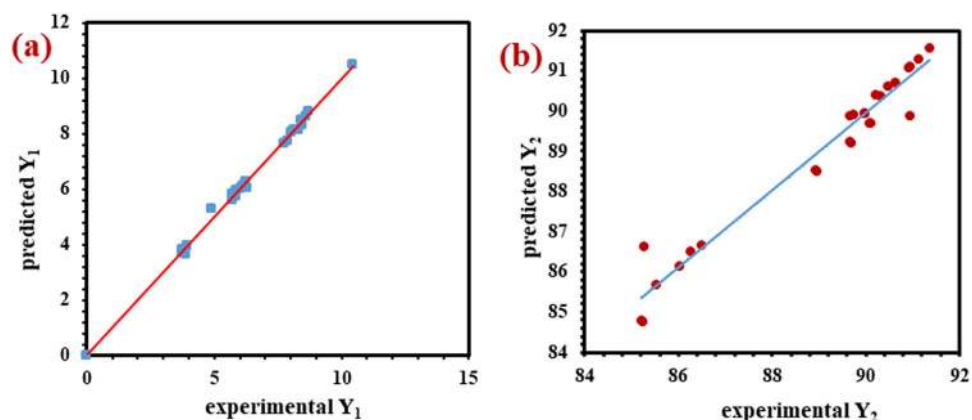 (a)
predicted Y1
12
10
8
6
4
2
0
0 5 10 15
experimental Y1
(b)
predicted Y2
92
91
90
89
88
87
86
85
84
84 86 88 90 92
experimental Y2